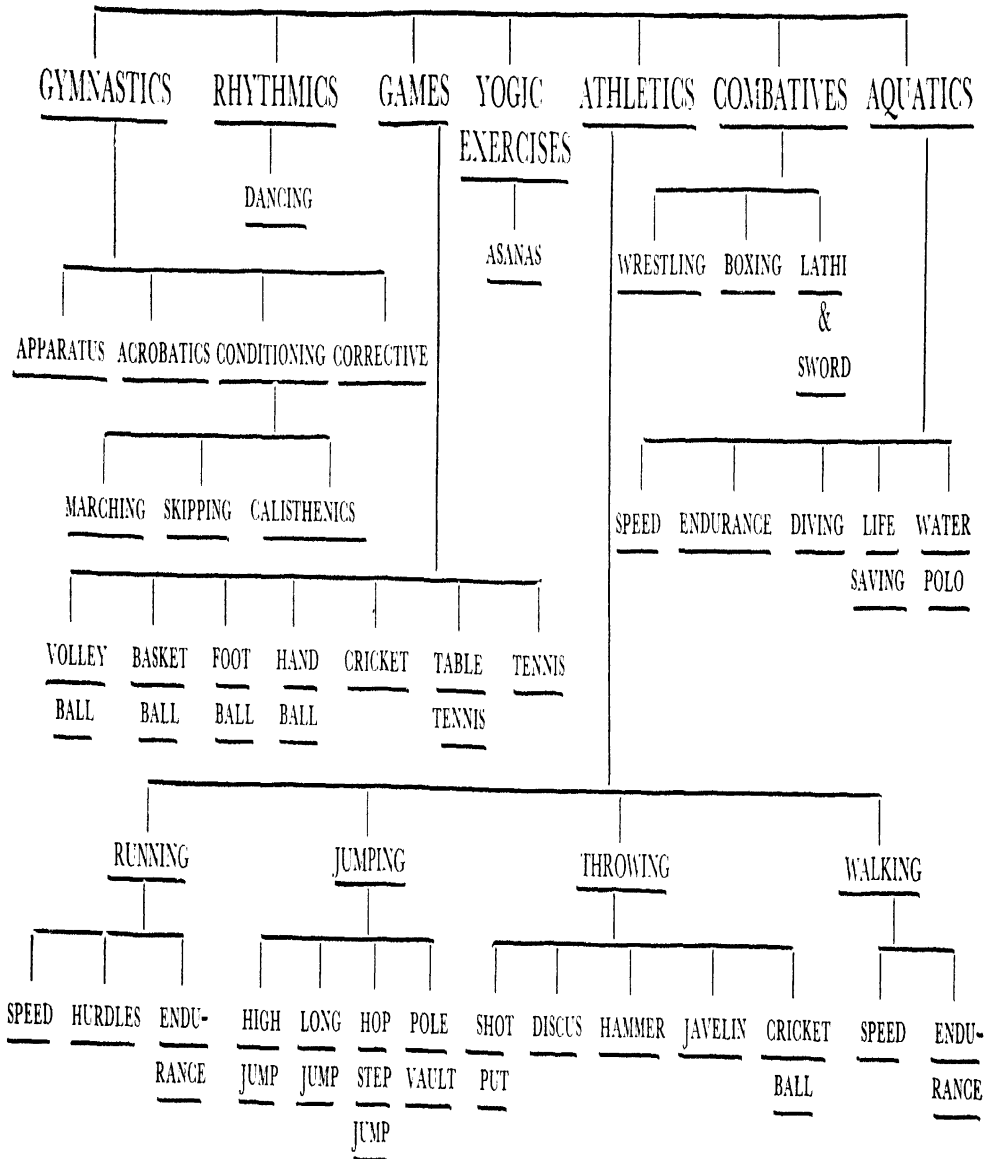 GYMNASTICS RHYTHMICS GAMES YOGIC ATHLETICS COMBATIVES AQUATICS
EXERCISES
DANCING
ASANAS
WRESTLING BOXING LATHI
&
SWORD
APPARATUS ACROBATICS CONDITIONING CORRECTIVE
MARCHING SKIPPING CALISTHENICS
SPEED ENDURANCE DIVING LIFE WATER
SAVING POLO
VOLLEY BASKET FOOT HAND CRICKET TABLE TENNIS
BALL BALL BALL BALL TENNIS
RUNNING JUMPING THROWING WALKING
SPEED HURDLES ENDU- HIGH LONG HOP POLE SHOT DISCUS HAMMER JAVELIN CRICKET SPEED ENDU-
RANCE JUMP JUMP STEP VAULT PUT BALL RANCE
JUMP